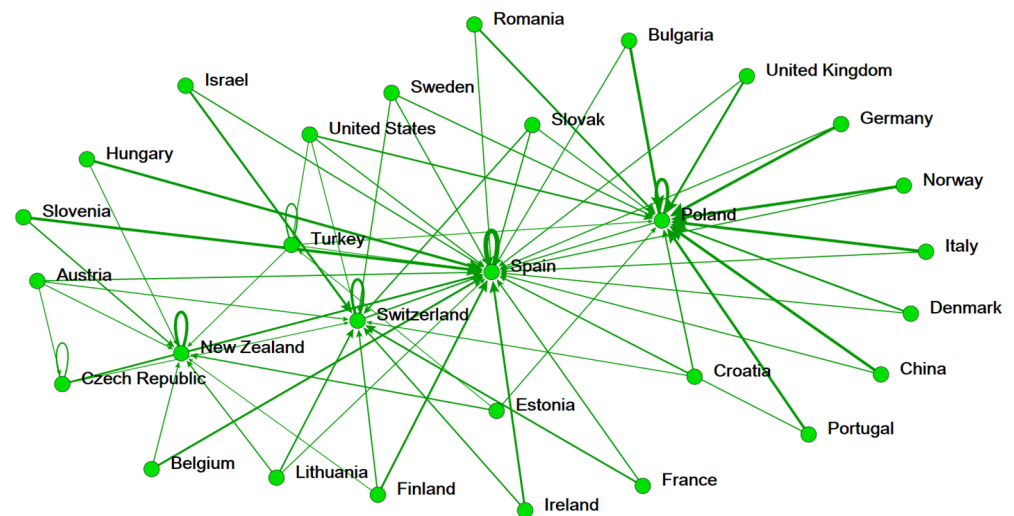 Romania
Bulgaria
United Kingdom
Israel
Sweden
Germany
Slovak
United States
Hungary
Norway
Slovenia
Poland
Turkey
Italy
Spain
Austria
Denmark
Switzerland
New Zealand
Croatia
China
Czech Republic
Estonia
Portugal
Belgium
Lithuania
France
Finland
Ireland